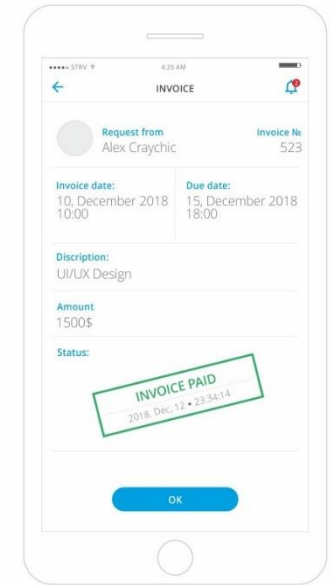 STRV 4:25 AM
INVOICE
2
Request from Invoice №
Alex Craychic 523
Invoice date: Due date:
10, December 2018 15, December 2018
10:00 18:00
Discription:
UI/UX Design
Amount
1500$
Status:
INVOICE PAID
2018. Dec. 12 • 23:34:14
OK